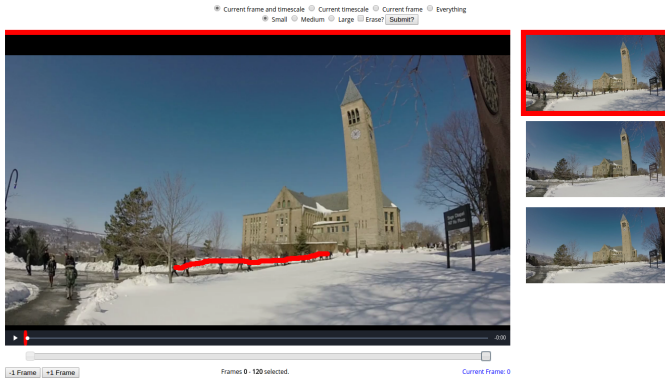 Current frame and timescale Current timescale Current frame Everything
Small Medium Large Erase? Submit?
-0:00
-1 Frame +1 Frame Frames 0 - 120 selected. Current Frame: 0